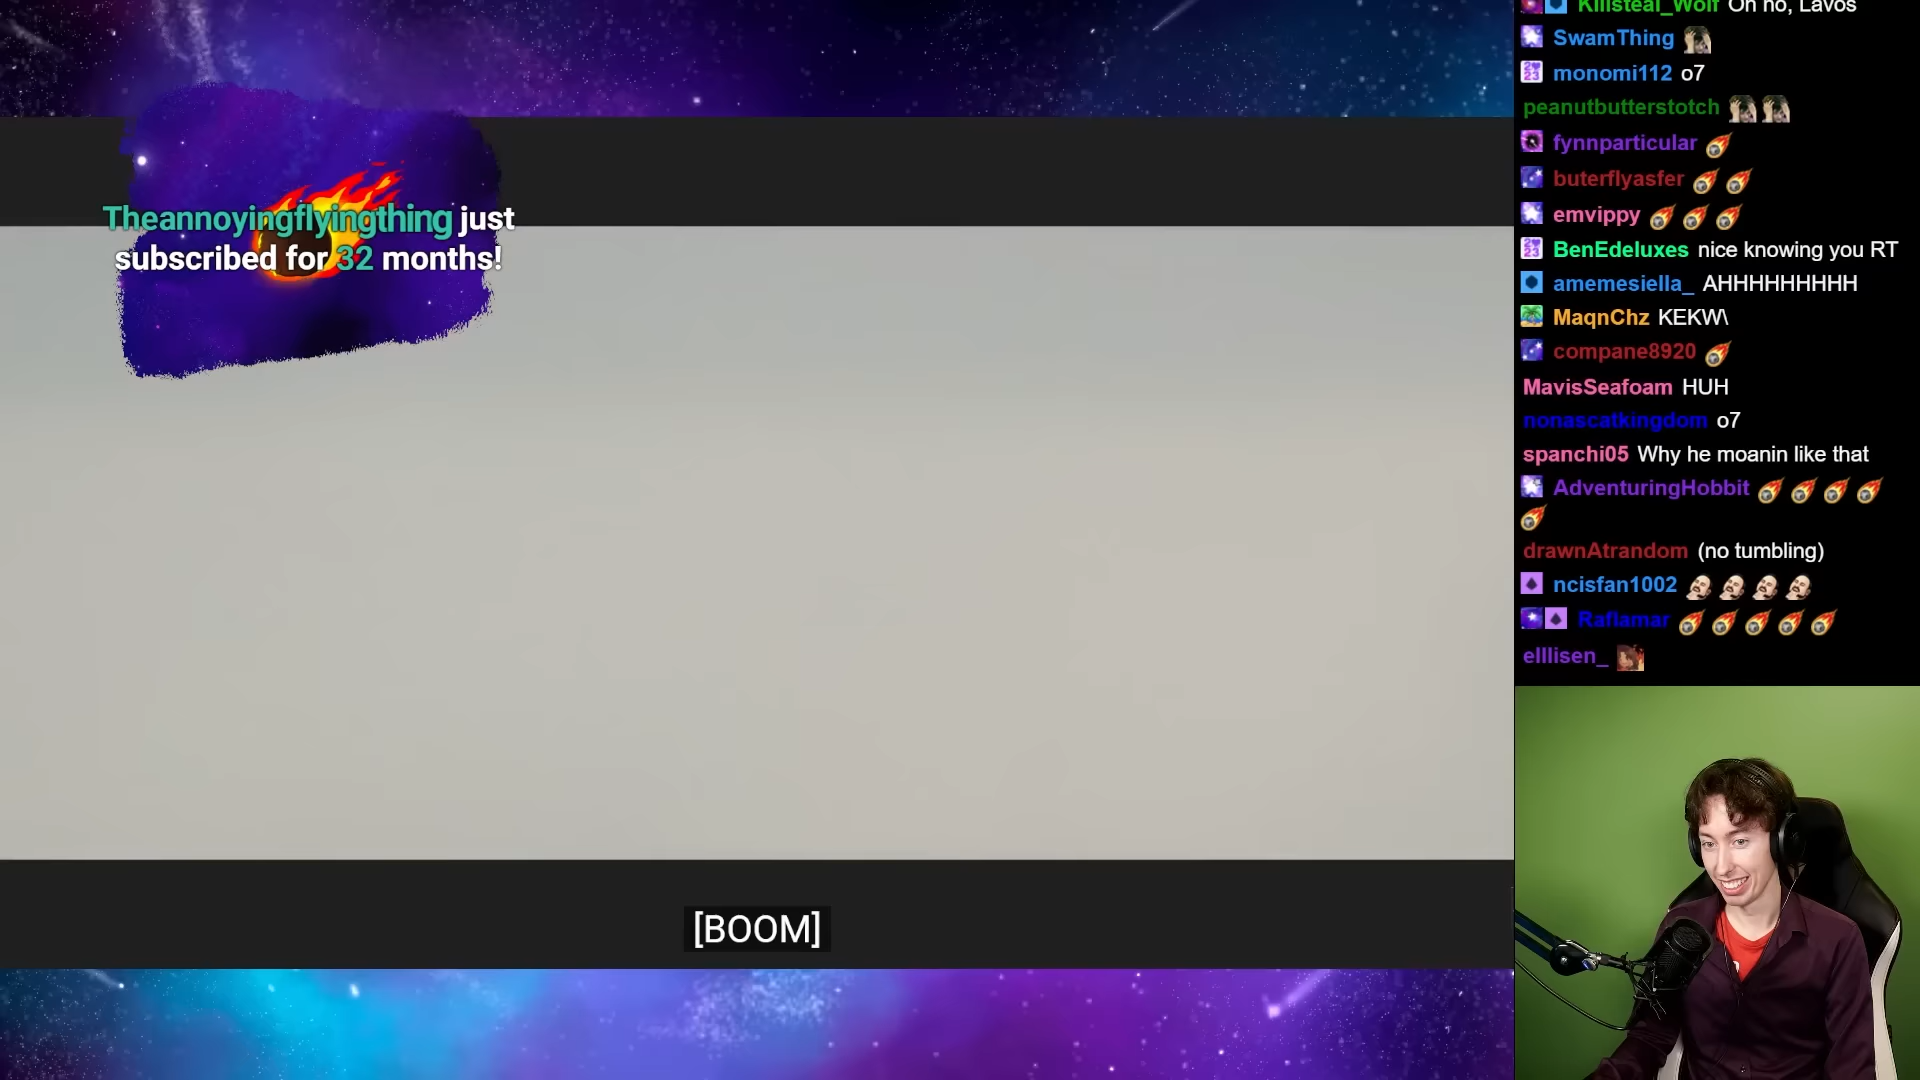 Theannoyingflyingthing just
subscribed for 32 months!
[BOOM]
Killsteal_Wolf Oh no, Lavos
SwamThing
monomi112 o7
peanutbutterstotch
fynnparticular
buterflyasfer
emvippy
BenEdeluxes nice knowing you RT
amemesiella_ AHHHHHHHHH
MaqnChz KEKW\
compane8920
MavisSeafoam HUH
nonascatkingdom o7
spanchi05 Why he moanin like that
AdventuringHobbit
drawnAtrandom (no tumbling)
ncisfan1002
Raflamar
elllisen_